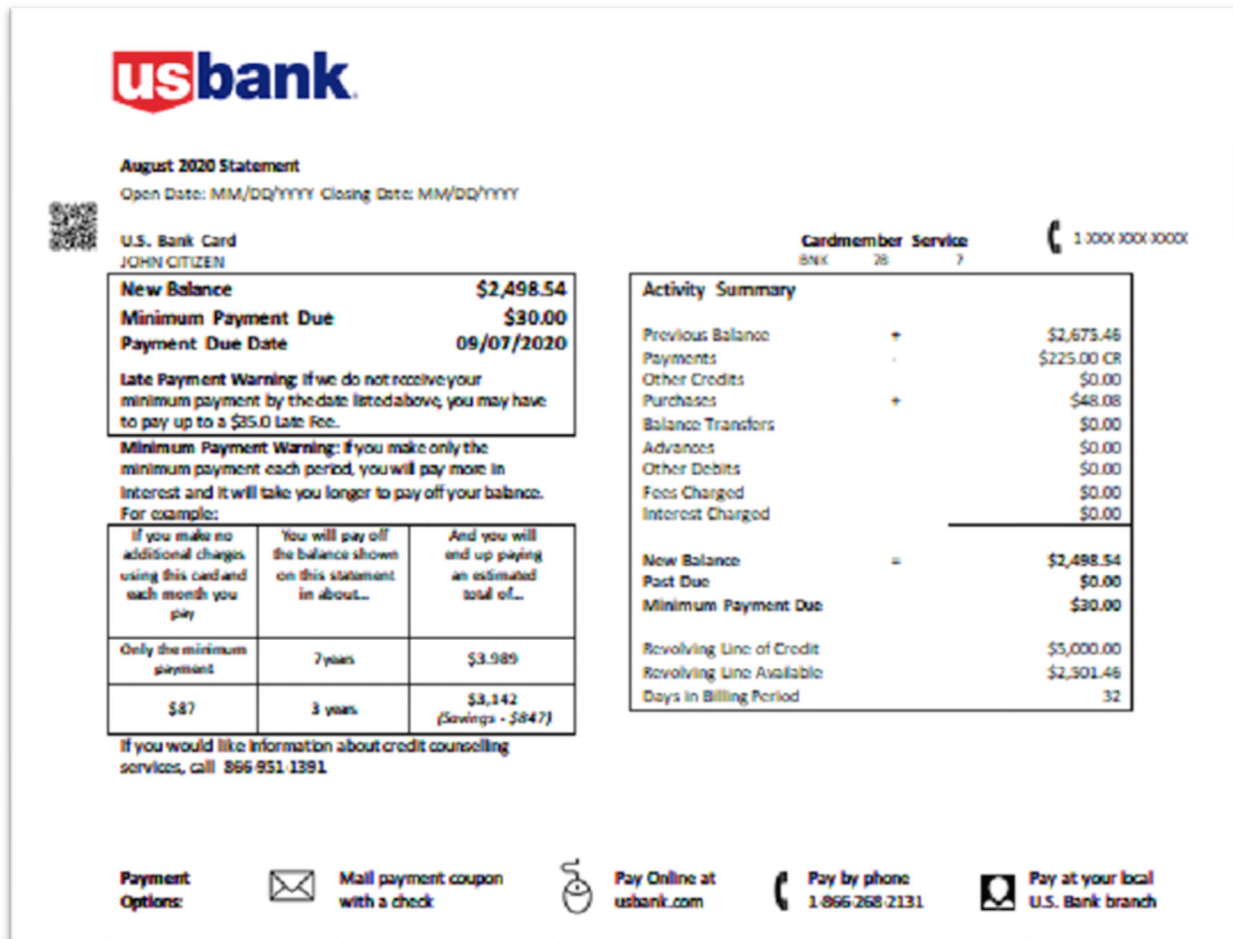 usbank
August 2020 Statement
Open Date: MM/DD/YYYY Closing Date: MM/DD/YYYY
U.S. Bank Card
JOHN CITIZEN
Cardmember Service
BNK 28 7
1 XXX XXX XXXX
New Balance $2,498.54
Minimum Payment Due $30.00
Payment Due Date 09/07/2020
Late Payment Warning: If we do not receive your
minimum payment by the date listed above, you may have
to pay up to a $35.0 Late Fee.
Minimum Payment Warning: If you make only the
minimum payment each period, you will pay more in
Interest and it will take you longer to pay off your balance.
For example:
If you make no
additional charges
using this card and
each month you
pay
You will pay off
the balance shown
on this statement
in about...
And you will
end up paying
an estimated
total of...
Only the minimum
payment
7 years
$3.989
$87
3 years
$3,142
(Savings - $847)
If you would like information about credit counselling
services, call 866-951-1391
Activity Summary
Previous Balance + $2,675.46
Payments - $225.00 CR
Other Credits $0.00
Purchases + $48.08
Balance Transfers $0.00
Advances $0.00
Other Debits $0.00
Fees Charged $0.00
Interest Charged $0.00
New Balance = $2,498.54
Past Due $0.00
Minimum Payment Due $30.00
Revolving Line of Credit $5,000.00
Revolving Line Available $2,501.46
Days in Billing Period 32
Payment
Options:
Mail payment coupon
with a check
Pay Online at
usbank.com
Pay by phone
1-866-268-2131
Pay at your local
U.S. Bank branch